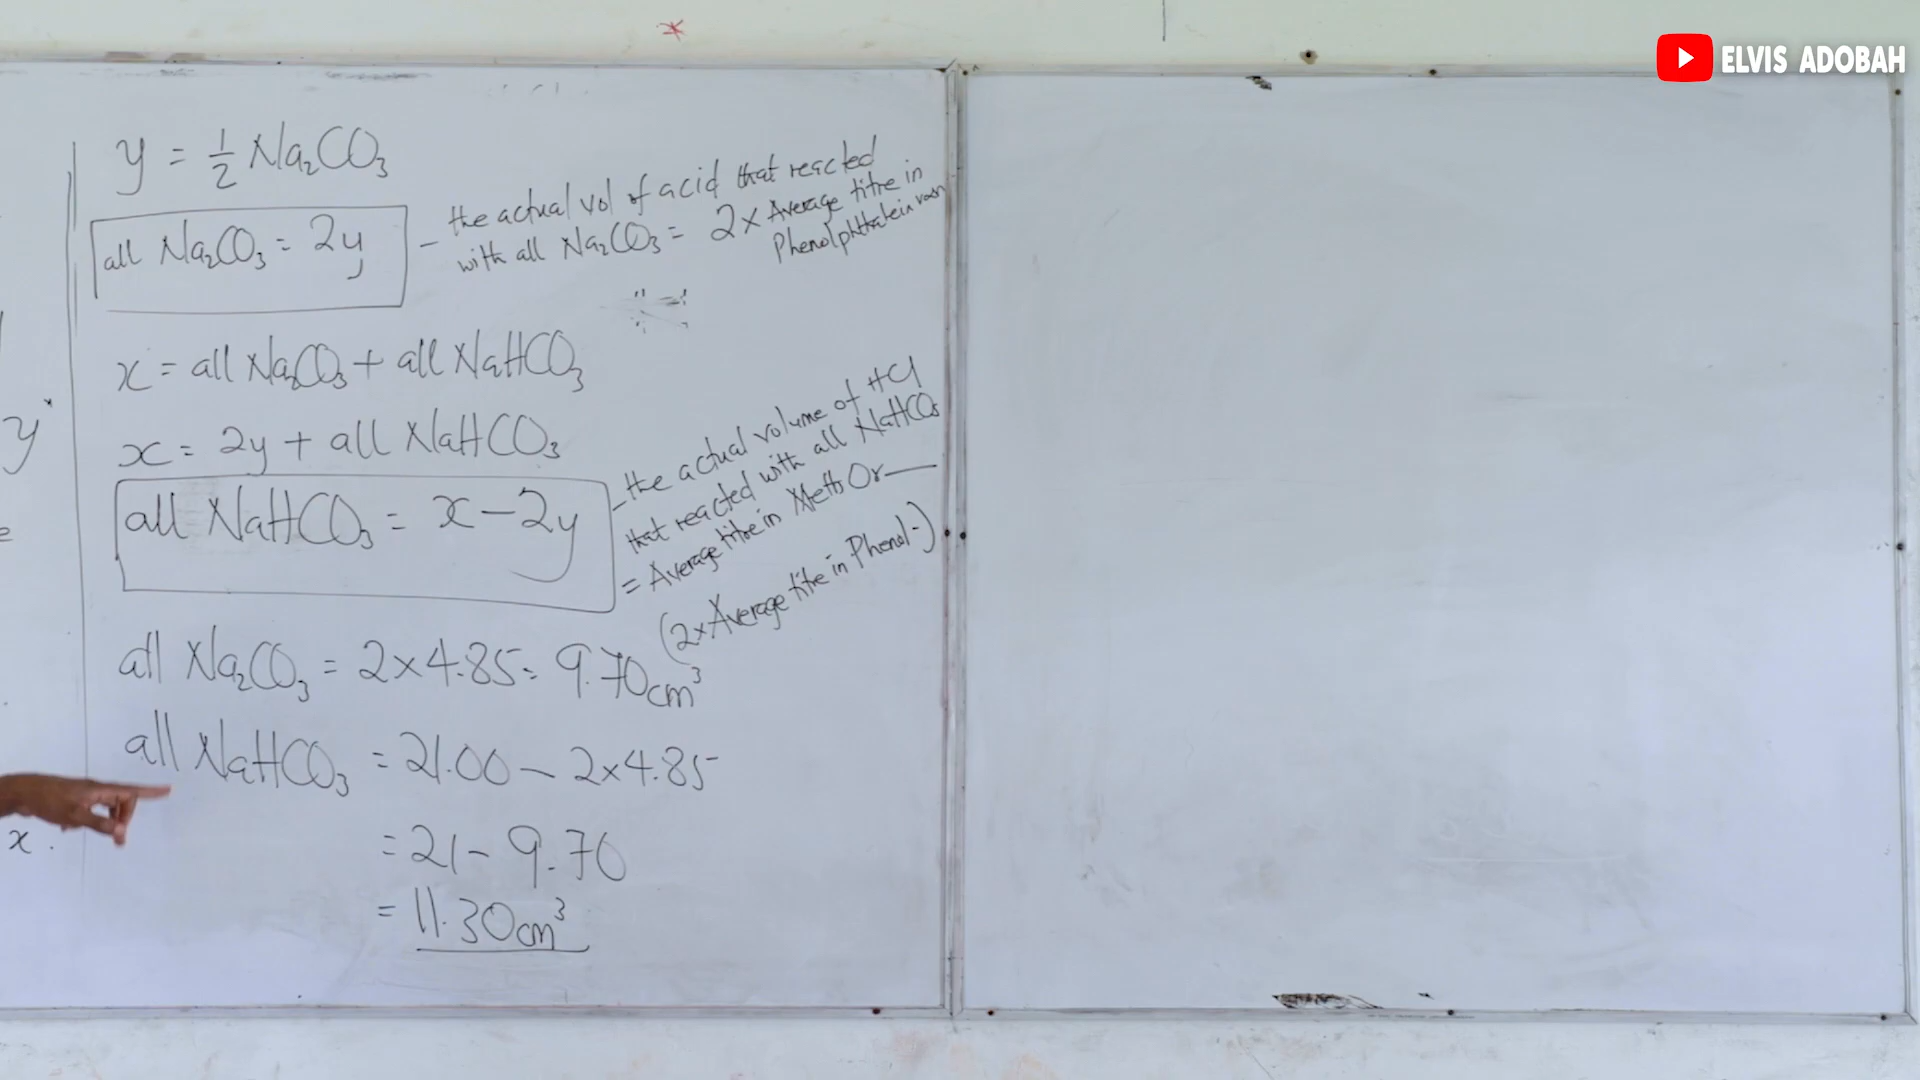 ELVIS ADOBAH
y = 1/2 Na₂CO₃
all Na₂CO₃ = 2y
- the actual vol of acid that reacted
with all Na₂CO₃ = 2 x Average titre in
Phenolphthalein
x = all Na₂CO₃ + all NaHCO₃
x = 2y + all NaHCO₃
all NaHCO₃ = x - 2y
- the actual volume of HCl
that reacted with all NaHCO₃
= Average titre in Meth Or —
(2 x Average titre in Phenol -)
all Na₂CO₃ = 2 x 4.85 = 9.70cm³
all NaHCO₃ = 21.00 - 2 x 4.85
= 21 - 9.70
= 11.30cm³
y
x.